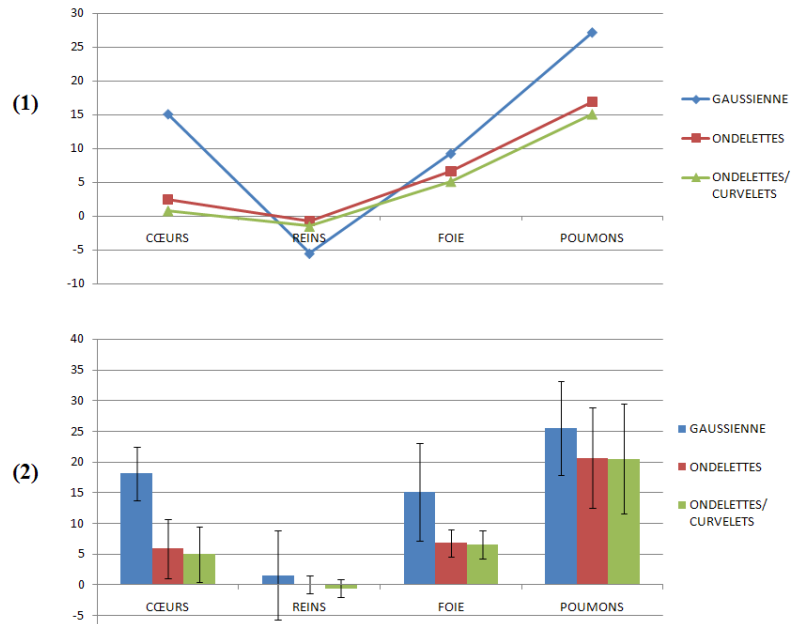 (1)
30
25
20
15
10
5
0
-5
-10
CŒURS REINS FOIE POUMONS
GAUSSIENNE
ONDELETTES
ONDELETTES/
CURVELETS
(2)
40
35
30
25
20
15
10
5
0
-5
CŒURS REINS FOIE POUMONS
GAUSSIENNE
ONDELETTES
ONDELETTES/
CURVELETS